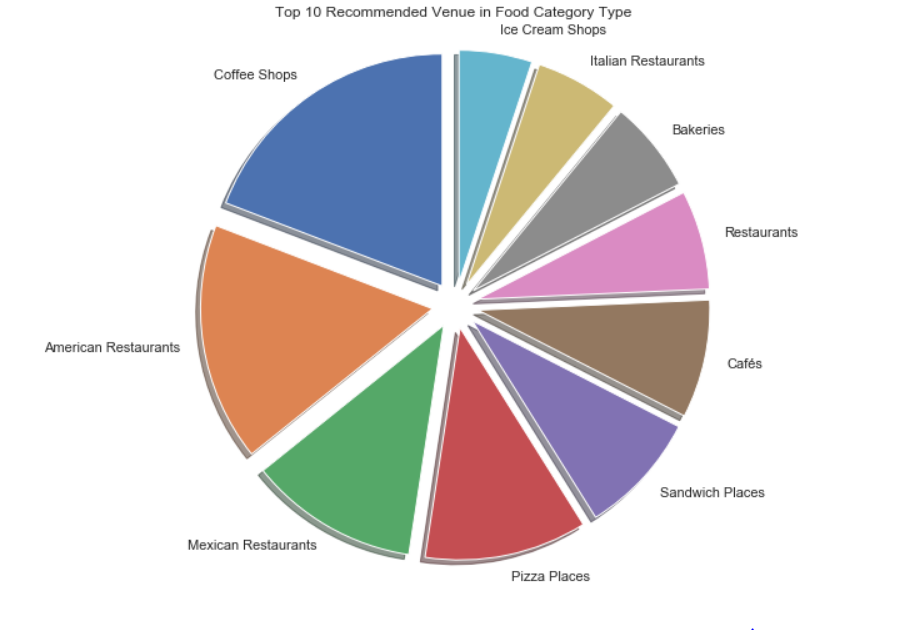 Top 10 Recommended Venue in Food Category Type
Ice Cream Shops
Italian Restaurants
Coffee Shops
Bakeries
Restaurants
American Restaurants
Cafés
Sandwich Places
Mexican Restaurants
Pizza Places